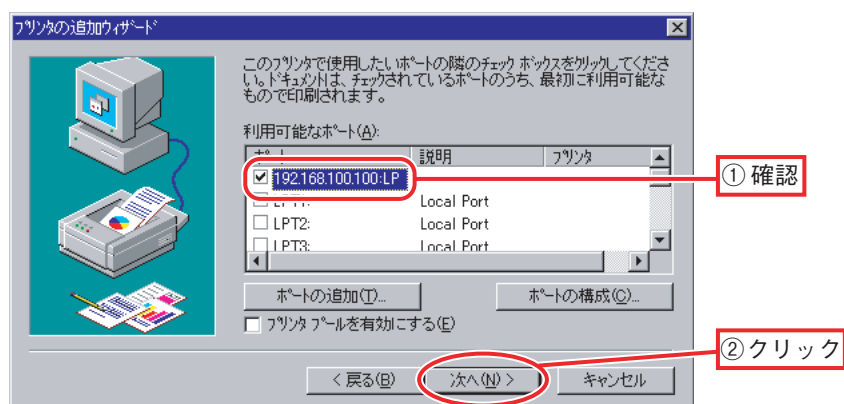 プリンタの追加ウィザード
このプリンタで使用したいポートの隣のチェック ボックスをクリックしてくださ
い。ドキュメントは、チェックされているポートのうち、最初に利用可能な
もので印刷されます。
利用可能なポート(A):
ポート 説明 プリンタ
192.168.100.100:LP
① 確認
LPT1: Local Port
LPT2: Local Port
LPT3: Local Port
ポートの追加(T)... ポートの構成(C)...
プリンタ プールを有効にする(E)
② クリック
< 戻る(B) 次へ(N) > キャンセル